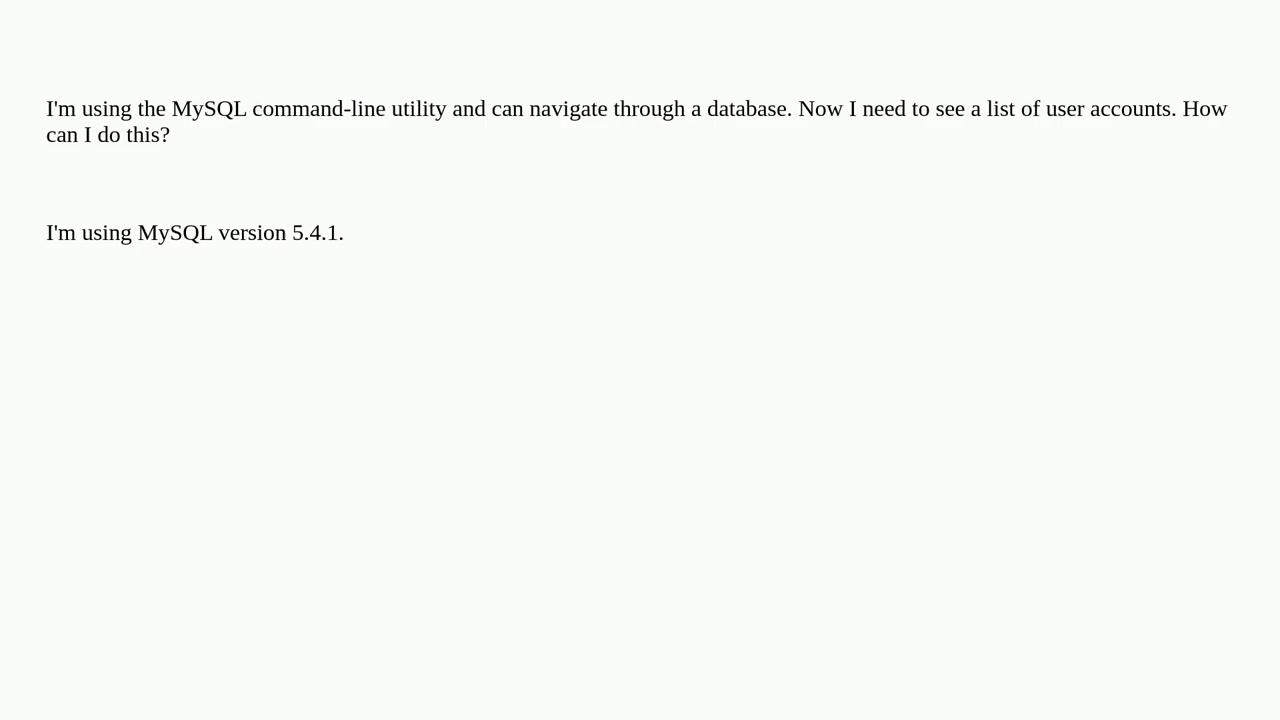 I'm using the MySQL command-line utility and can navigate through a database. Now I need to see a list of user accounts. How
can I do this?
I'm using MySQL version 5.4.1.